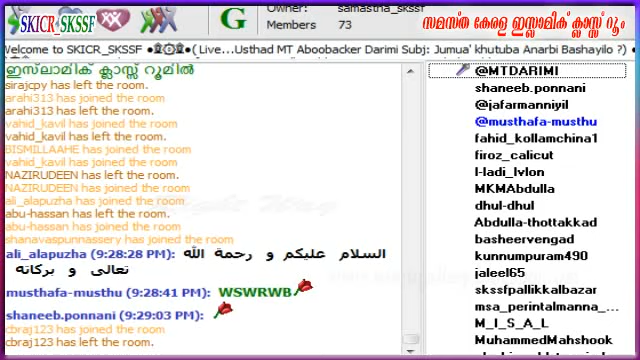 SKICR_SKSSF
G
Owner: samastha_skssf
Members 73
സമസ്ത കേരള ഇസ്ലാമിക് ക്ലാസ്സ് റൂം
Welcome to SKICR_SKSSF ●۩۞۩●( Live...Usthad MT Aboobacker Darimi Subj: Jumua' khutuba Anarbi Bashayilo ?)
ഇസ്‌ലാമിക് ക്ലാസ്സ് റൂമില്‍
sirajcpy has left the room.
arahi313 has joined the room
arahi313 has left the room.
vahid_kavil has joined the room
vahid_kavil has left the room.
BISMILLAAHE has joined the room
vahid_kavil has joined the room
NAZIRUDEEN has left the room.
NAZIRUDEEN has joined the room
ali_alapuzha has joined the room
abu-hassan has left the room.
abu-hassan has joined the room
shanavaspunnassery has joined the room
ali_alapuzha (9:28:28 PM): السلام عليكم و رحمة الله
تعالى و بركاته
musthafa-musthu (9:28:41 PM): WSWRWB
shaneeb.ponnani (9:29:03 PM):
cbraj123 has joined the room
cbraj123 has left the room.
@MTDARIMI
shaneeb.ponnani
@jafarmanniyil
@musthafa-musthu
fahid_kollamchina1
firoz_calicut
I-ladi_lvlon
MKMAbdulla
dhul-dhul
Abdulla-thottakkad
basheervengad
kunnumpuram490
jaleel65
skssfpallikkalbazar
msa_perintalmanna_...
M_I_S_A_L
MuhammedMahshook